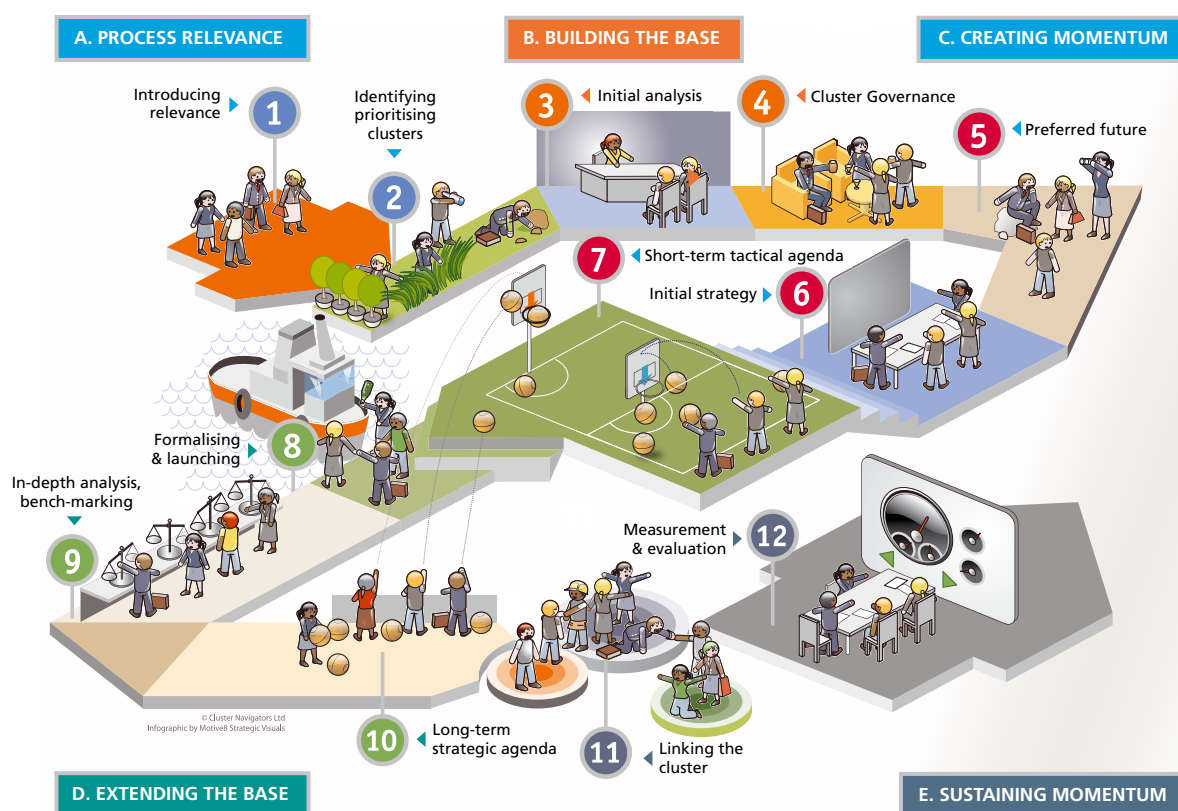 A. PROCESS RELEVANCE
B. BUILDING THE BASE
C. CREATING MOMENTUM
Introducing
relevance
1
Identifying
prioritising
clusters
2
3
Initial analysis
4
Cluster Governance
5
Preferred future
7
Short-term tactical agenda
Initial strategy
6
Formalising
& launching
8
In-depth analysis,
bench-marking
9
Measurement
& evaluation
12
© Cluster Navigators Ltd
Infographic by Motive8 Strategic Visuals
10
Long-term
strategic agenda
11
Linking the
cluster
D. EXTENDING THE BASE
E. SUSTAINING MOMENTUM